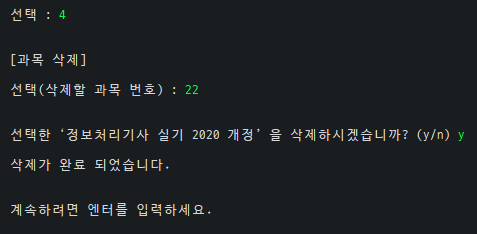 선택 : 4
[과목 삭제]
선택(삭제할 과목 번호) : 22
선택한 ‘정보처리기사 실기 2020 개정’ 을 삭제하시겠습니까? (y/n) y
삭제가 완료 되었습니다.
계속하려면 엔터를 입력하세요.